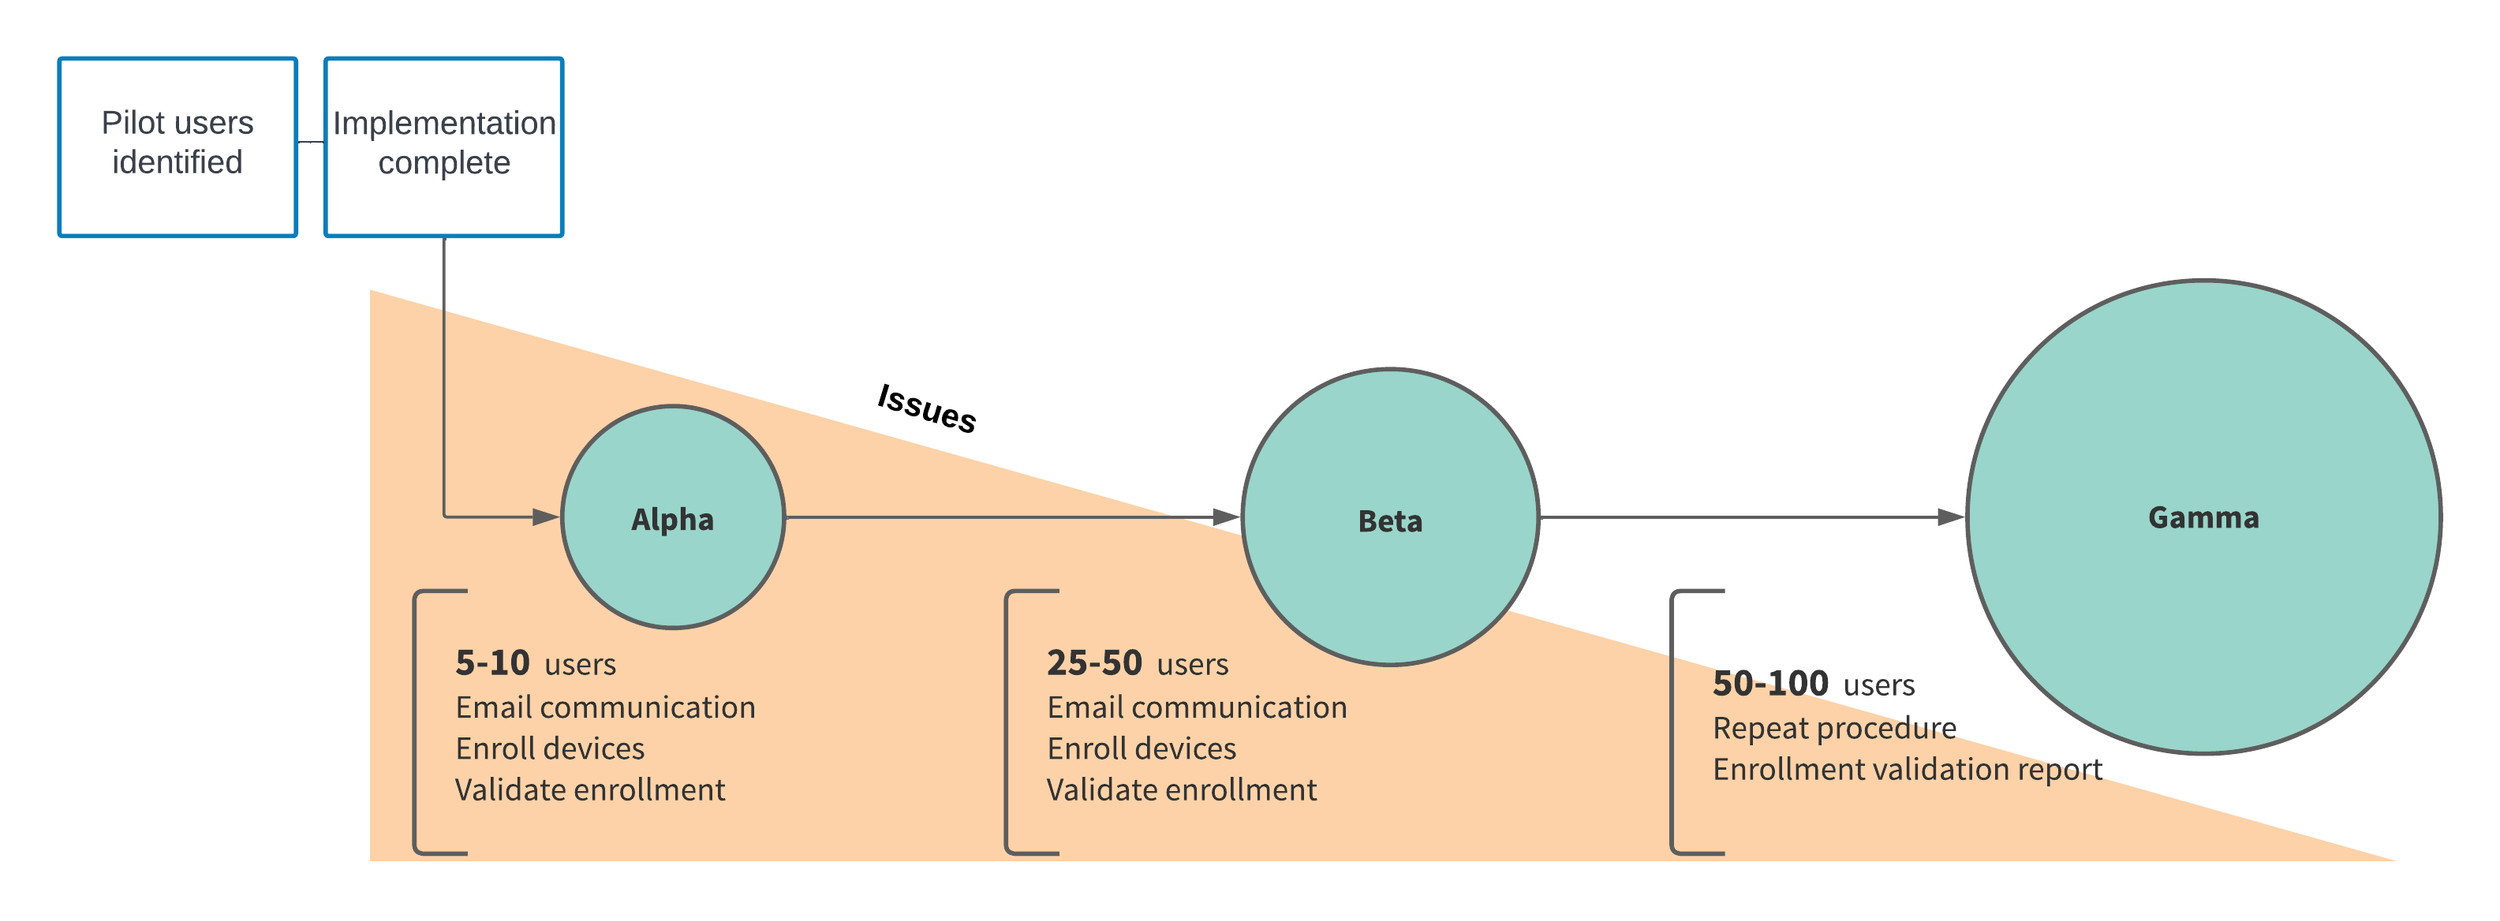 Pilot users
identified
Implementation
complete
Issues
Alpha
Beta
Gamma
5-10 users
Email communication
Enroll devices
Validate enrollment
25-50 users
Email communication
Enroll devices
Validate enrollment
50-100 users
Repeat procedure
Enrollment validation report